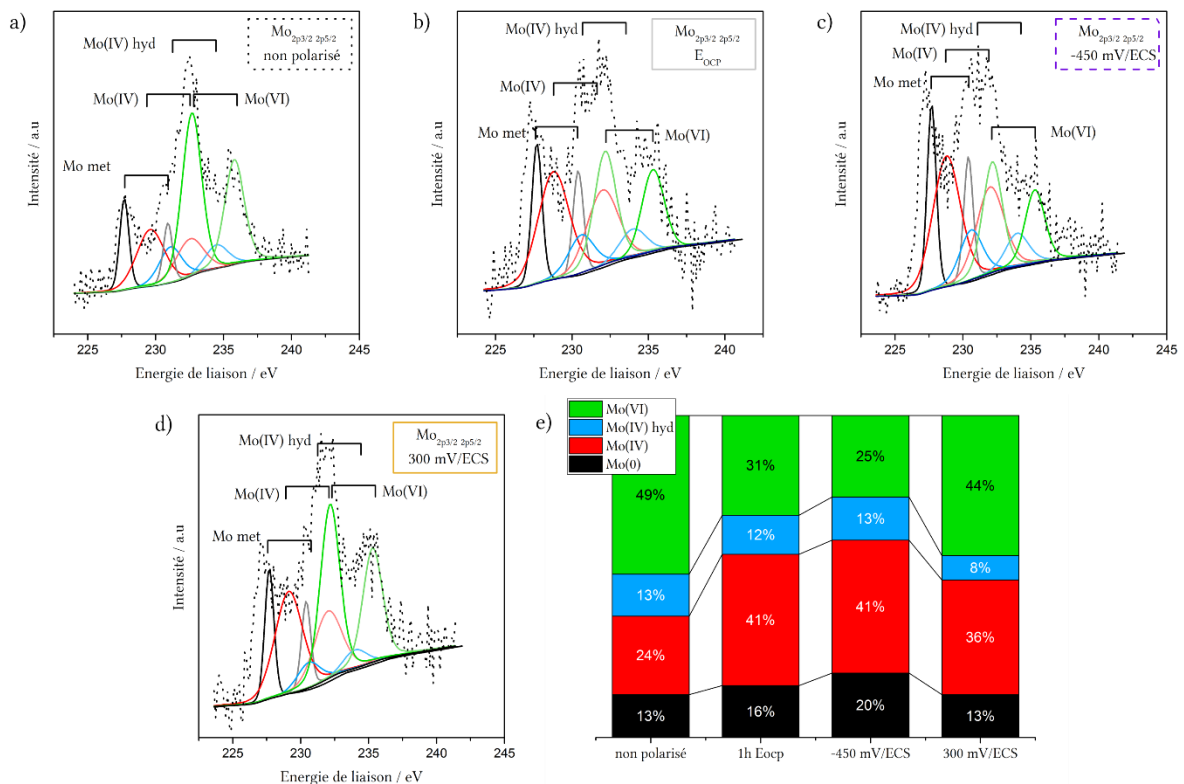 a)
Mo2p3/2 2p5/2
non polarisé
Mo(IV) hyd
Mo(IV)
Mo(VI)
Mo met
Intensité / a.u
225 230 235 240 245
Energie de liaison / eV
b)
Mo2p3/2 2p5/2
EOCP
Mo(IV) hyd
Mo(IV)
Mo met
Mo(VI)
Intensité / a.u
225 230 235 240
Energie de liaison / eV
c)
Mo2p3/2 2p5/2
-450 mV/ECS
Mo(IV) hyd
Mo(IV)
Mo met
Mo(VI)
Intensité / a.u
225 230 235 240 245
Energie de liaison / eV
d)
Mo2p3/2 2p5/2
300 mV/ECS
Mo(IV) hyd
Mo(IV)
Mo(VI)
Mo met
Intensité / a.u
225 230 235 240 245
Energie de liaison / eV
e)
Mo(VI)
Mo(IV) hyd
Mo(IV)
Mo(0)
49% 31% 25% 44%
13% 12% 13% 8%
24% 41% 41% 36%
13% 16% 20% 13%
non polarisé 1h Eocp -450 mV/ECS 300 mV/ECS